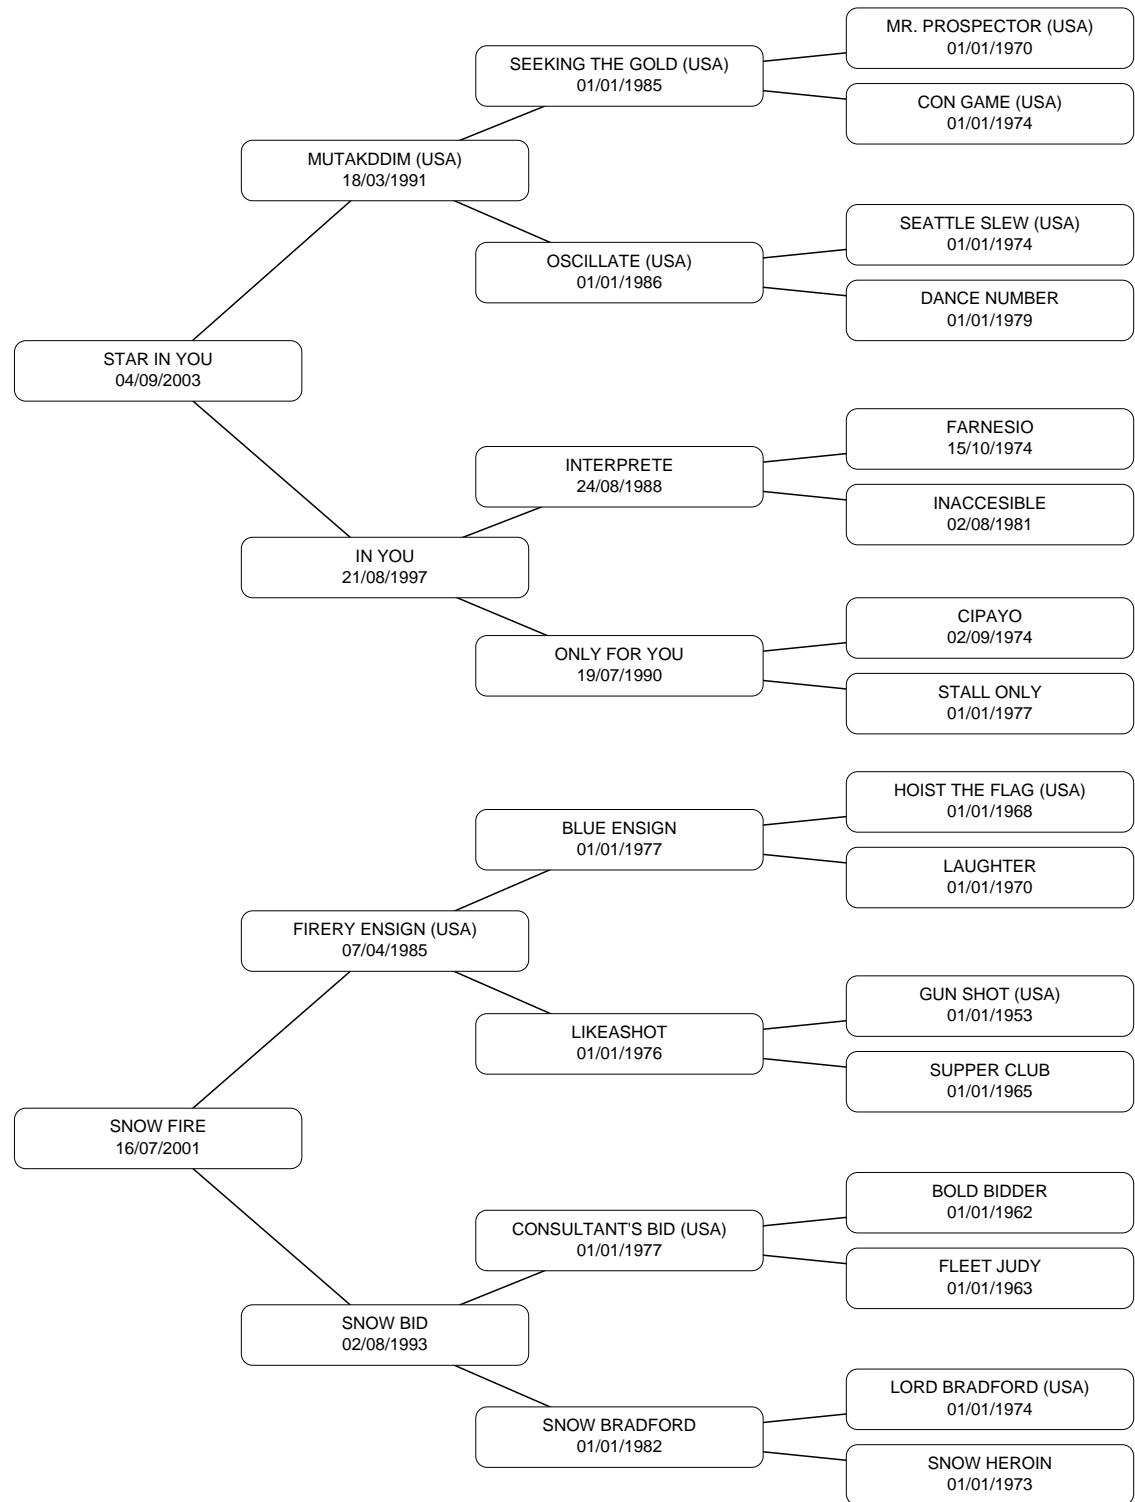 MR. PROSPECTOR (USA)
01/01/1970
SEEKING THE GOLD (USA)
01/01/1985
CON GAME (USA)
01/01/1974
MUTAKDDIM (USA)
18/03/1991
SEATTLE SLEW (USA)
01/01/1974
OSCILLATE (USA)
01/01/1986
DANCE NUMBER
01/01/1979
STAR IN YOU
04/09/2003
FARNESIO
15/10/1974
INTERPRETE
24/08/1988
INACCESIBLE
02/08/1981
IN YOU
21/08/1997
CIPAYO
02/09/1974
ONLY FOR YOU
19/07/1990
STALL ONLY
01/01/1977
HOIST THE FLAG (USA)
01/01/1968
BLUE ENSIGN
01/01/1977
LAUGHTER
01/01/1970
FIRERY ENSIGN (USA)
07/04/1985
GUN SHOT (USA)
01/01/1953
LIKEASHOT
01/01/1976
SUPPER CLUB
01/01/1965
SNOW FIRE
16/07/2001
BOLD BIDDER
01/01/1962
CONSULTANT'S BID (USA)
01/01/1977
FLEET JUDY
01/01/1963
SNOW BID
02/08/1993
LORD BRADFORD (USA)
01/01/1974
SNOW BRADFORD
01/01/1982
SNOW HEROIN
01/01/1973